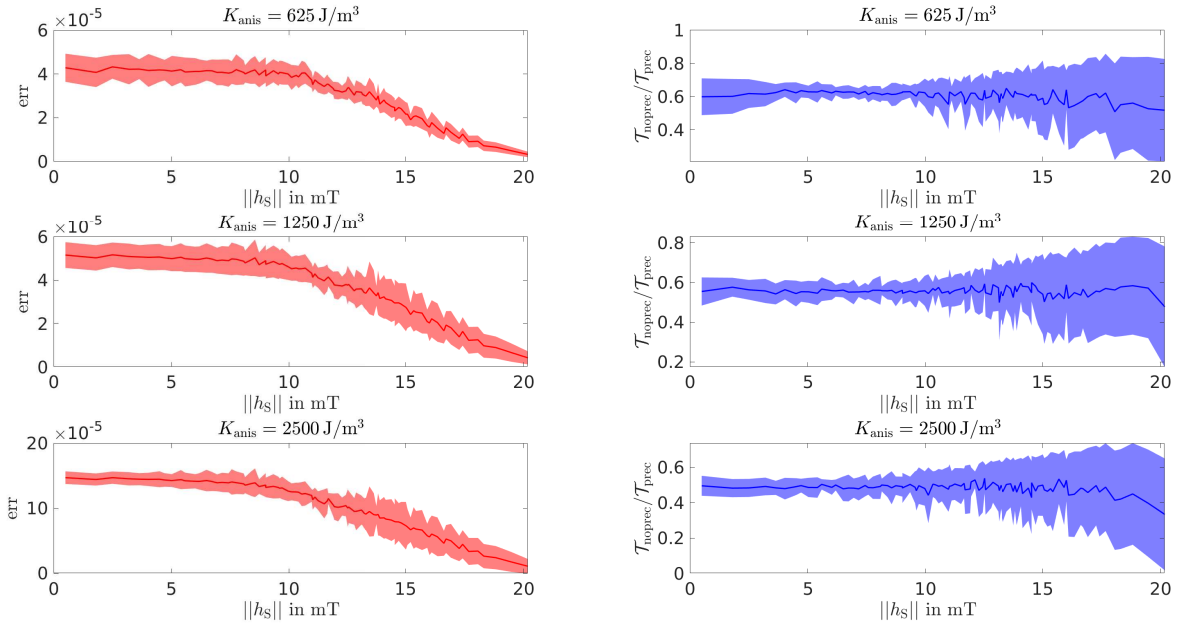 K_anis = 625 J/m³
×10⁻⁵
6
4
2
0
err
0 5 10 15 20
||h_S|| in mT
K_anis = 1250 J/m³
×10⁻⁵
6
4
2
0
err
0 5 10 15 20
||h_S|| in mT
K_anis = 2500 J/m³
×10⁻⁵
20
10
0
err
0 5 10 15 20
||h_S|| in mT
K_anis = 625 J/m³
1
0.8
0.6
0.4
𝒯_noprec/𝒯_prec
0 5 10 15 20
||h_S|| in mT
K_anis = 1250 J/m³
0.8
0.6
0.4
0.2
𝒯_noprec/𝒯_prec
0 5 10 15 20
||h_S|| in mT
K_anis = 2500 J/m³
0.6
0.4
0.2
0
𝒯_noprec/𝒯_prec
0 5 10 15 20
||h_S|| in mT